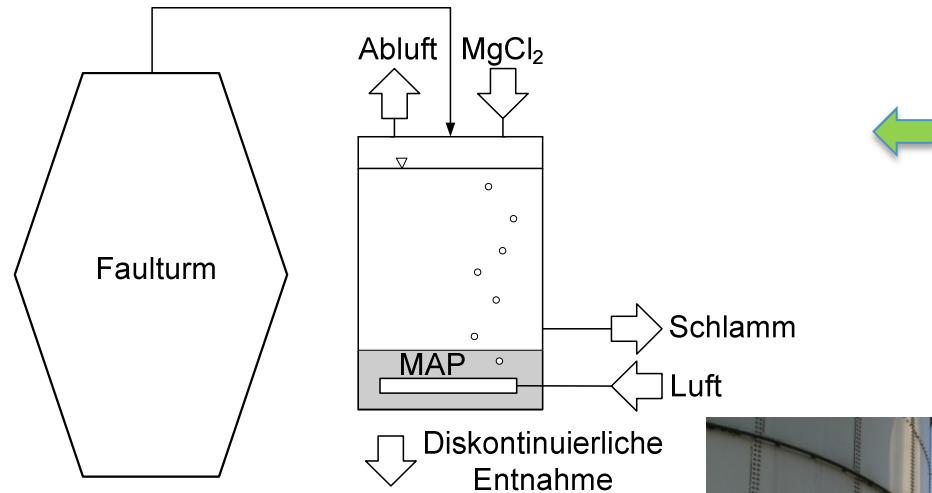 Abluft MgCl₂
Faulturm
Schlamm
MAP
Luft
Diskontinuierliche
Entnahme